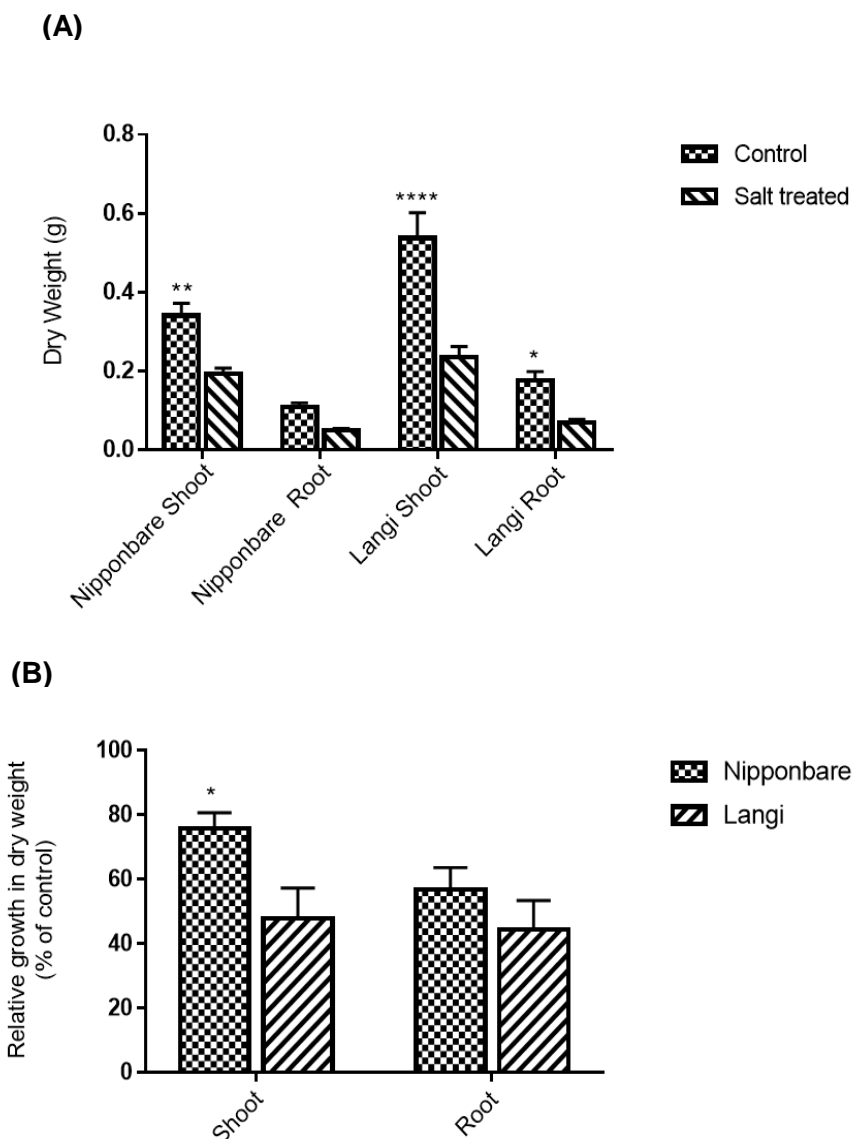 (A)
0.8
0.6
0.4
0.2
0.0
Dry Weight (g)
**
****
*
Nipponbare Shoot
Nipponbare Root
Langi Shoot
Langi Root
Control
Salt treated
(B)
100
80
60
40
20
0
Relative growth in dry weight
(% of control)
*
Shoot
Root
Nipponbare
Langi